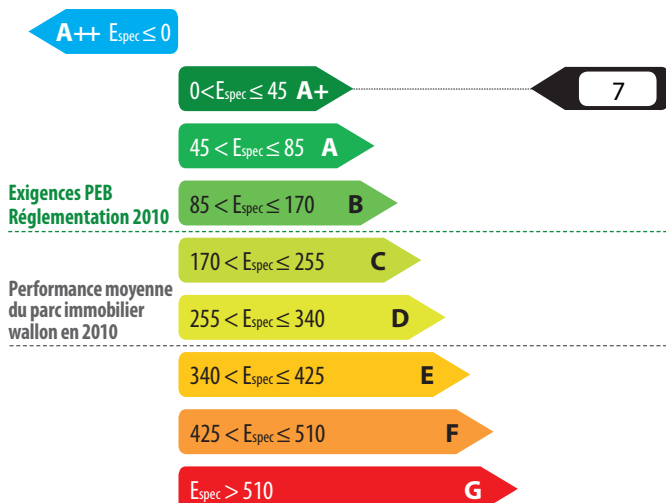 A++ Espec ≤ 0
0<Espec ≤ 45 A+
7
45 < Espec ≤ 85 A
Exigences PEB
Réglementation 2010
85 < Espec ≤ 170 B
170 < Espec ≤ 255 C
Performance moyenne
du parc immobilier
wallon en 2010
255 < Espec ≤ 340 D
340 < Espec ≤ 425 E
425 < Espec ≤ 510 F
Espec > 510 G